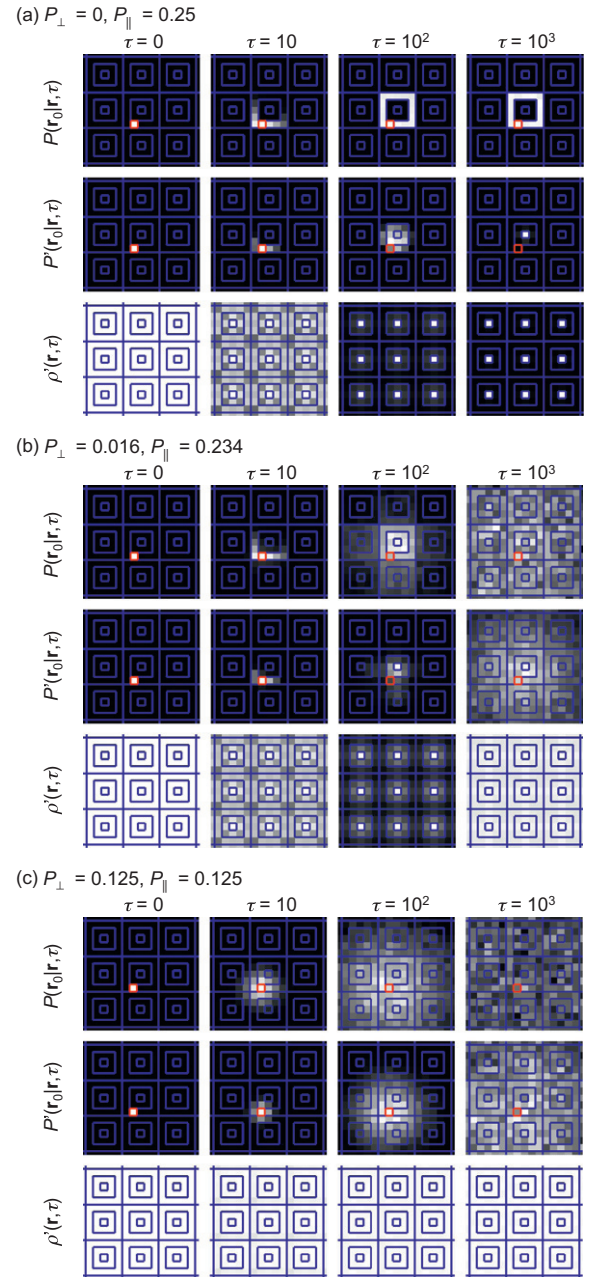 (a) P⊥ = 0, P∥ = 0.25
τ = 0 τ = 10 τ = 10² τ = 10³
P(r₀|r,τ)
P'(r₀|r,τ)
ρ'(r,τ)
(b) P⊥ = 0.016, P∥ = 0.234
τ = 0 τ = 10 τ = 10² τ = 10³
P(r₀|r,τ)
P'(r₀|r,τ)
ρ'(r,τ)
(c) P⊥ = 0.125, P∥ = 0.125
τ = 0 τ = 10 τ = 10² τ = 10³
P(r₀|r,τ)
P'(r₀|r,τ)
ρ'(r,τ)